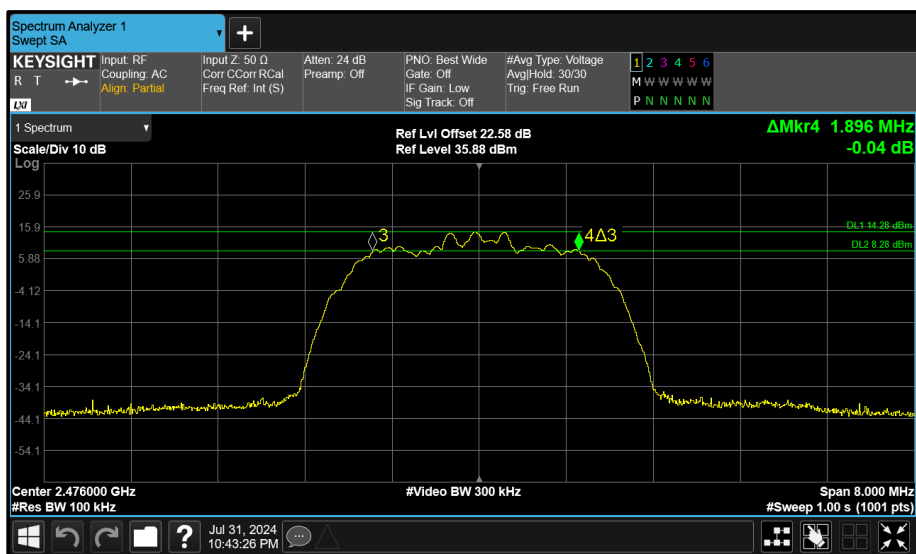 Spectrum Analyzer 1
Swept SA
+
KEYSIGHT
R T
LXI
Input: RF
Coupling: AC
Align: Partial
Input Z: 50 Ω
Corr CCorr RCal
Freq Ref: Int (S)
Atten: 24 dB
Preamp: Off
PNO: Best Wide
Gate: Off
IF Gain: Low
Sig Track: Off
#Avg Type: Voltage
Avg|Hold: 30/30
Trig: Free Run
1 2 3 4 5 6
M W W W W W
P N N N N N
1 Spectrum
Scale/Div 10 dB
Log
Ref Lvl Offset 22.58 dB
Ref Level 35.88 dBm
ΔMkr4 1.896 MHz
-0.04 dB
25.9
15.9
5.88
-4.12
-14.1
-24.1
-34.1
-44.1
-54.1
3
4Δ3
DL1 14.28 dBm
DL2 8.28 dBm
Center 2.476000 GHz
#Res BW 100 kHz
#Video BW 300 kHz
Span 8.000 MHz
#Sweep 1.00 s (1001 pts)
?
Jul 31, 2024
10:43:26 PM